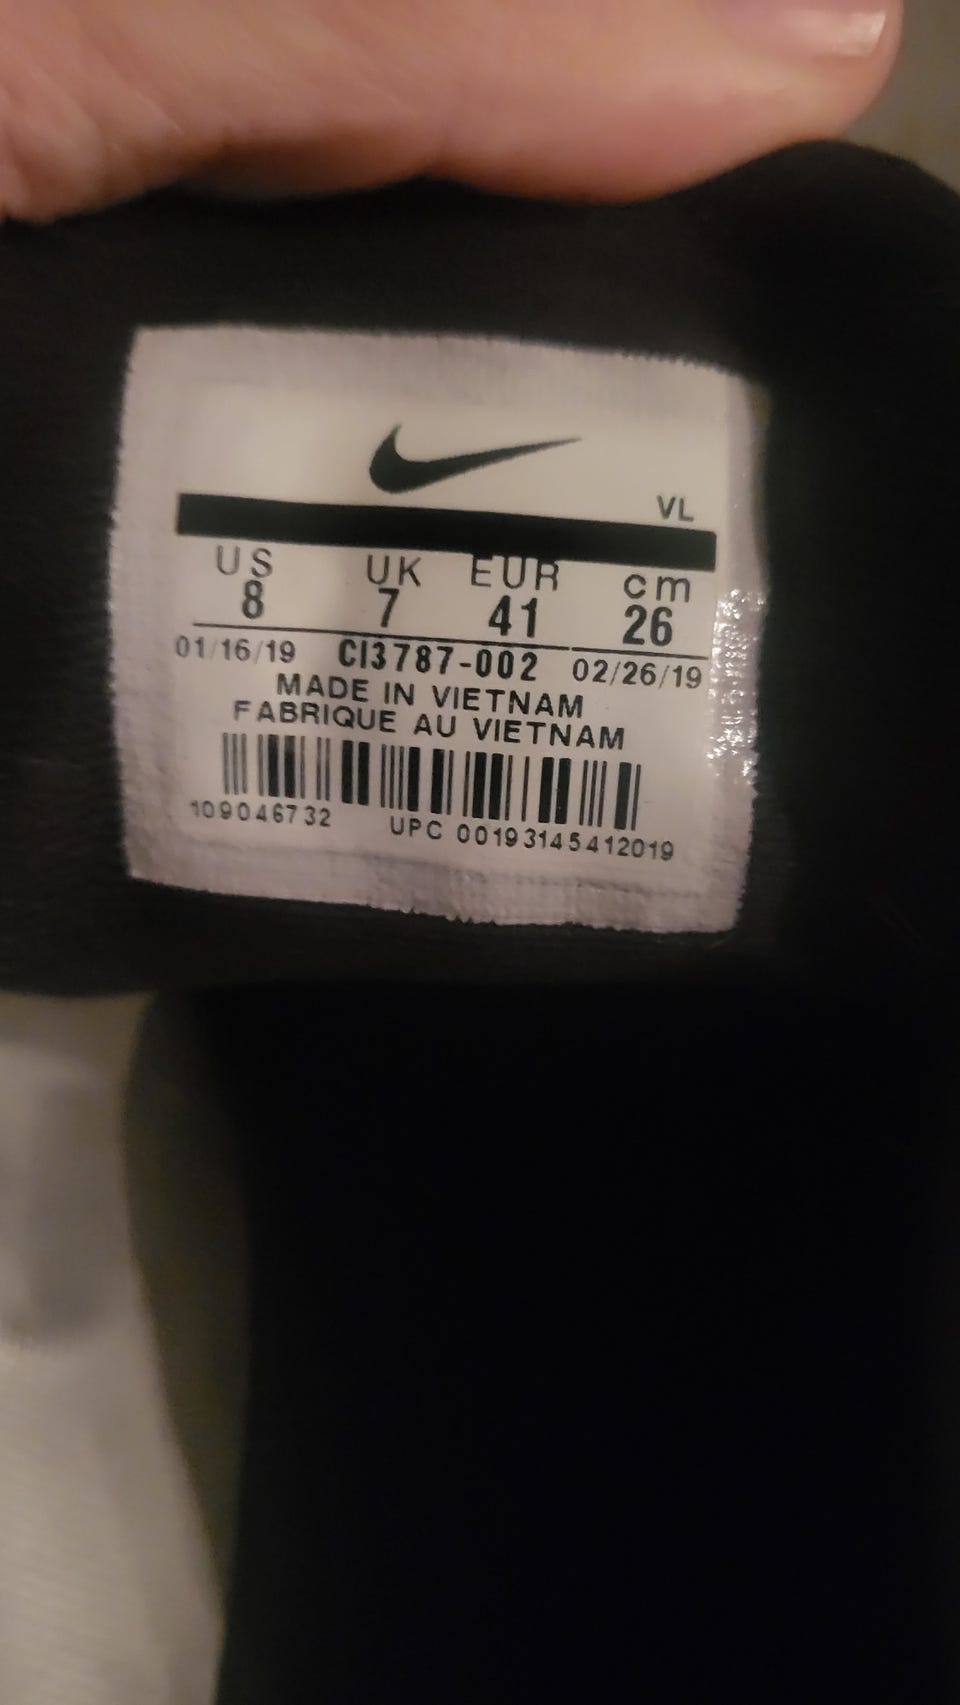 VL
US UK EUR cm
8 7 41 26
01/16/19 CI3787-002 02/26/19
MADE IN VIETNAM
FABRIQUE AU VIETNAM
109046732 UPC 00193145412019